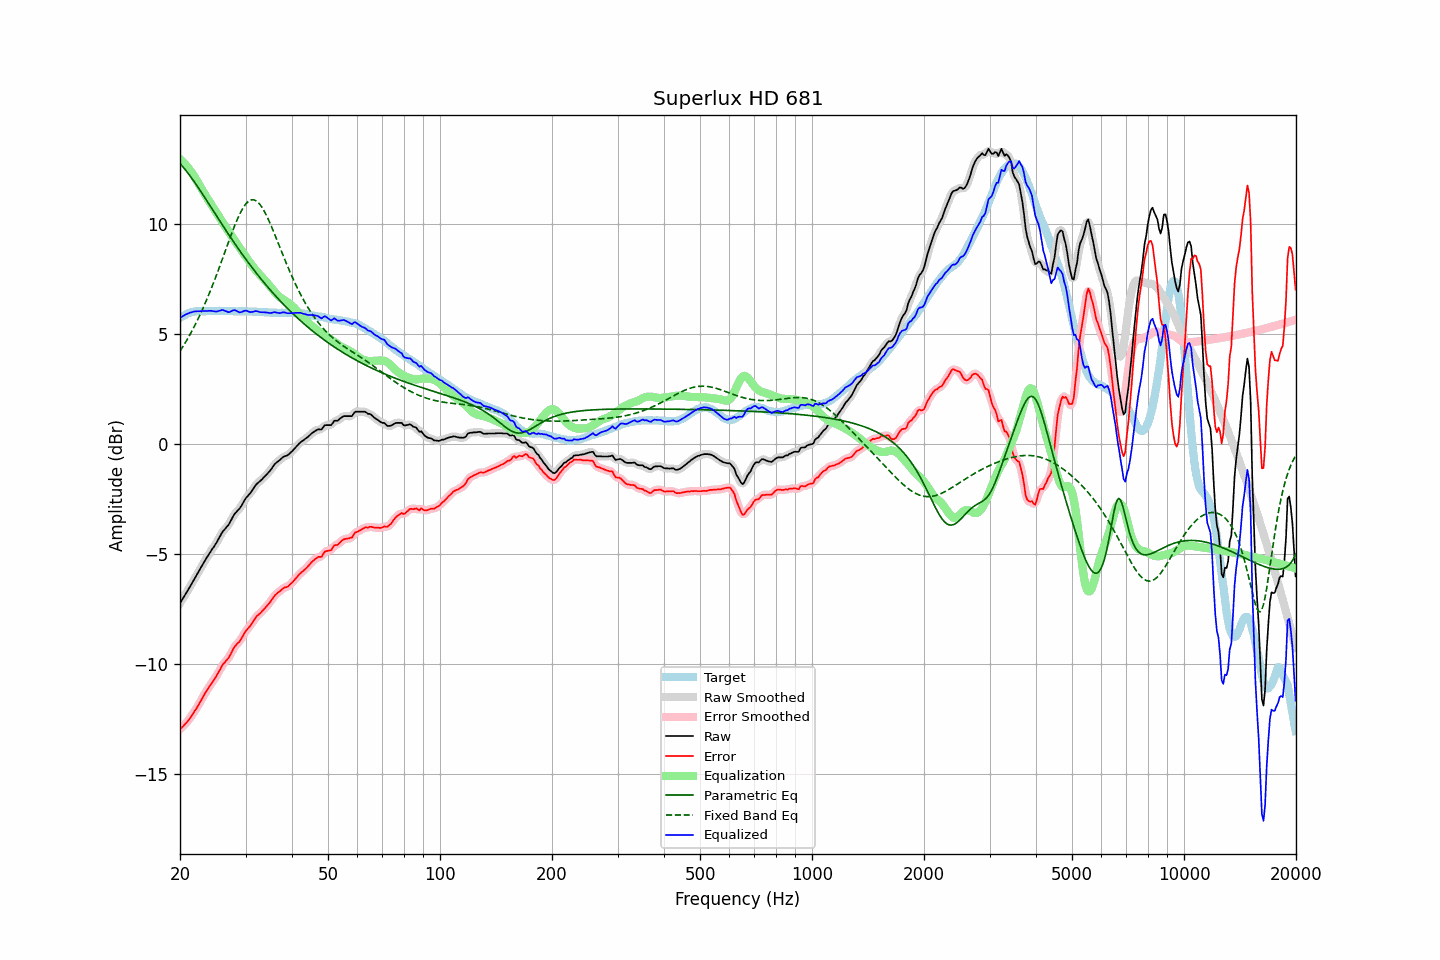 Superlux HD 681
Amplitude (dBr)
10
5
0
−5
−10
−15
Target
Raw Smoothed
Error Smoothed
Raw
Error
Equalization
Parametric Eq
Fixed Band Eq
Equalized
20 50 100 200 500 1000 2000 5000 10000 20000
Frequency (Hz)